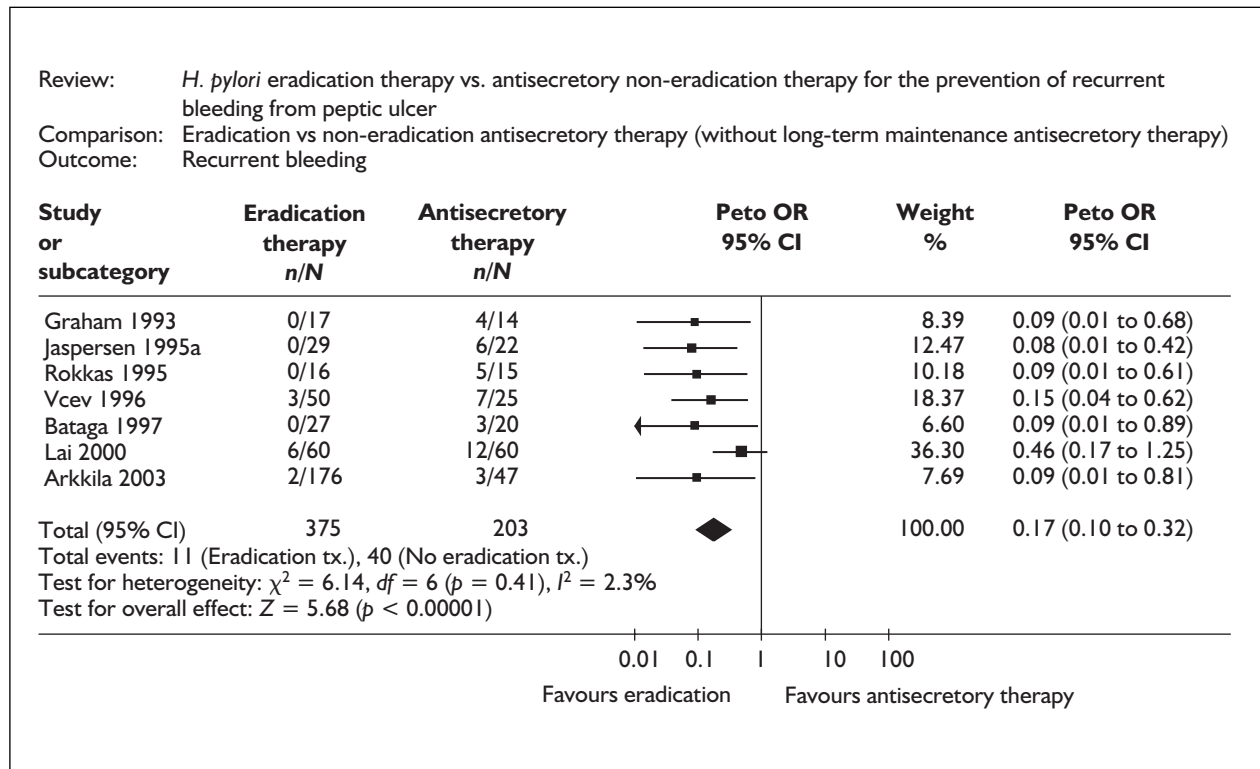 Review: H. pylori eradication therapy vs. antisecretory non-eradication therapy for the prevention of recurrent
bleeding from peptic ulcer
Comparison: Eradication vs non-eradication antisecretory therapy (without long-term maintenance antisecretory therapy)
Outcome: Recurrent bleeding
Study Eradication Antisecretory Peto OR Weight Peto OR
or therapy therapy 95% CI % 95% CI
subcategory n/N n/N
Graham 1993 0/17 4/14 8.39 0.09 (0.01 to 0.68)
Jaspersen 1995a 0/29 6/22 12.47 0.08 (0.01 to 0.42)
Rokkas 1995 0/16 5/15 10.18 0.09 (0.01 to 0.61)
Vcev 1996 3/50 7/25 18.37 0.15 (0.04 to 0.62)
Bataga 1997 0/27 3/20 6.60 0.09 (0.01 to 0.89)
Lai 2000 6/60 12/60 36.30 0.46 (0.17 to 1.25)
Arkkila 2003 2/176 3/47 7.69 0.09 (0.01 to 0.81)
Total (95% CI) 375 203 100.00 0.17 (0.10 to 0.32)
Total events: 11 (Eradication tx.), 40 (No eradication tx.)
Test for heterogeneity: χ² = 6.14, df = 6 (p = 0.41), I² = 2.3%
Test for overall effect: Z = 5.68 (p < 0.00001)
0.01 0.1 1 10 100
Favours eradication Favours antisecretory therapy